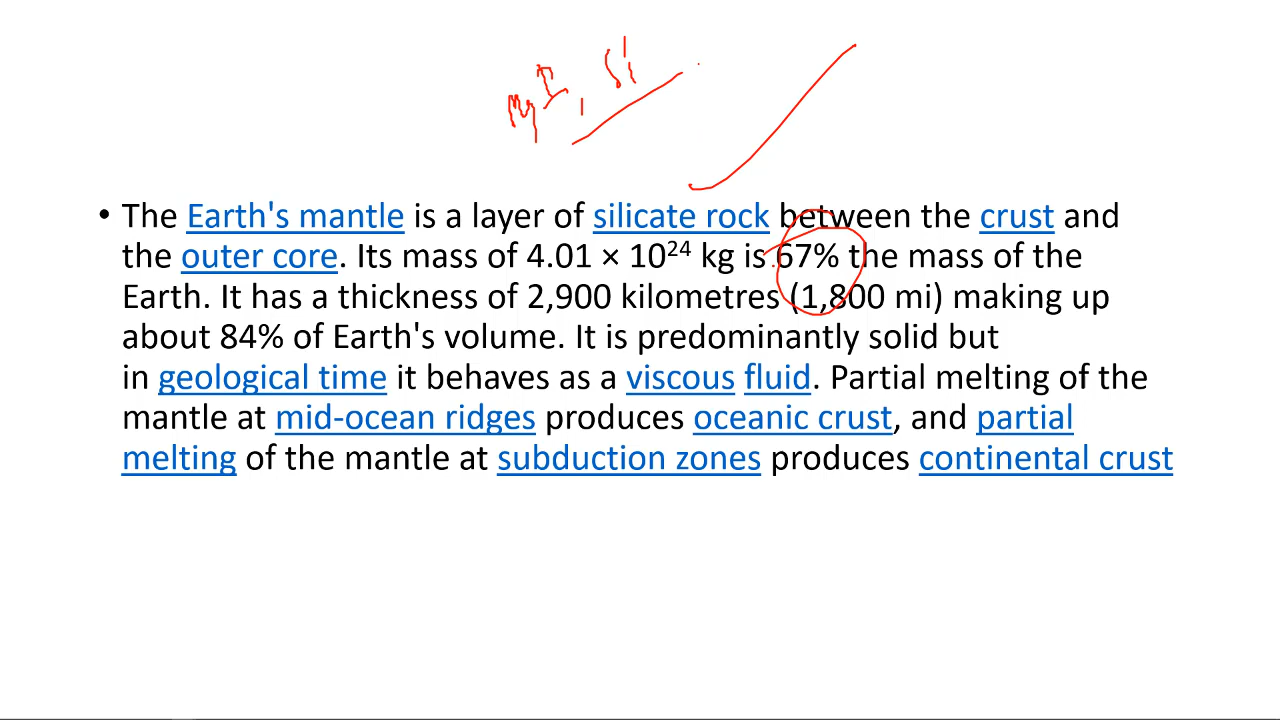 Mg I, Si
• The Earth's mantle is a layer of silicate rock between the crust and
the outer core. Its mass of 4.01 × 10²⁴ kg is 67% the mass of the
Earth. It has a thickness of 2,900 kilometres (1,800 mi) making up
about 84% of Earth's volume. It is predominantly solid but
in geological time it behaves as a viscous fluid. Partial melting of the
mantle at mid-ocean ridges produces oceanic crust, and partial
melting of the mantle at subduction zones produces continental crust